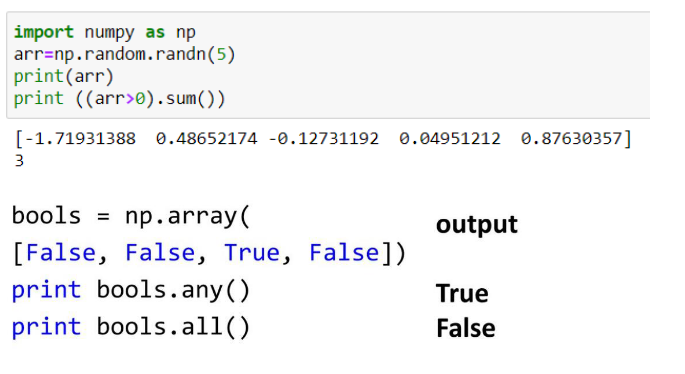 import numpy as np
arr=np.random.randn(5)
print(arr)
print ((arr>0).sum())
[-1.71931388  0.48652174 -0.12731192  0.04951212  0.87630357]
3
bools = np.array(
output
[False, False, True, False])
print bools.any()
True
print bools.all()
False